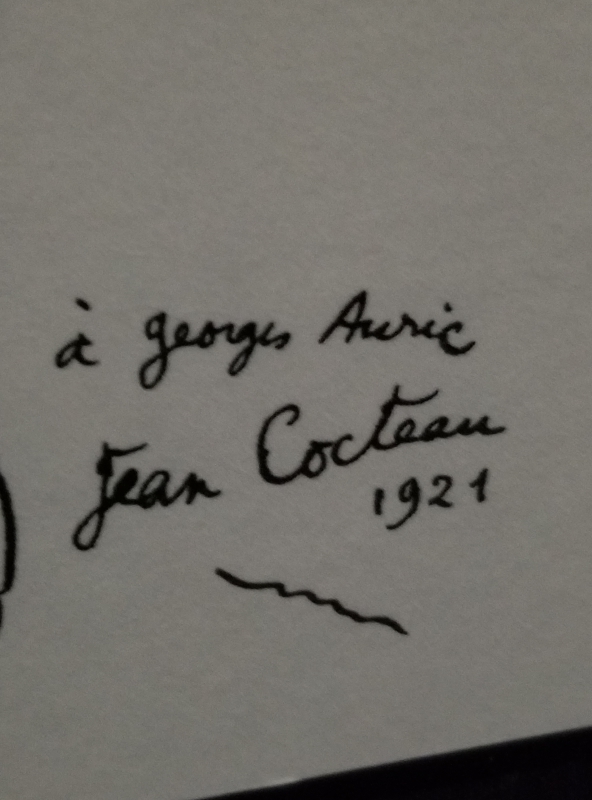 à georges Auric
Jean Cocteau
1921